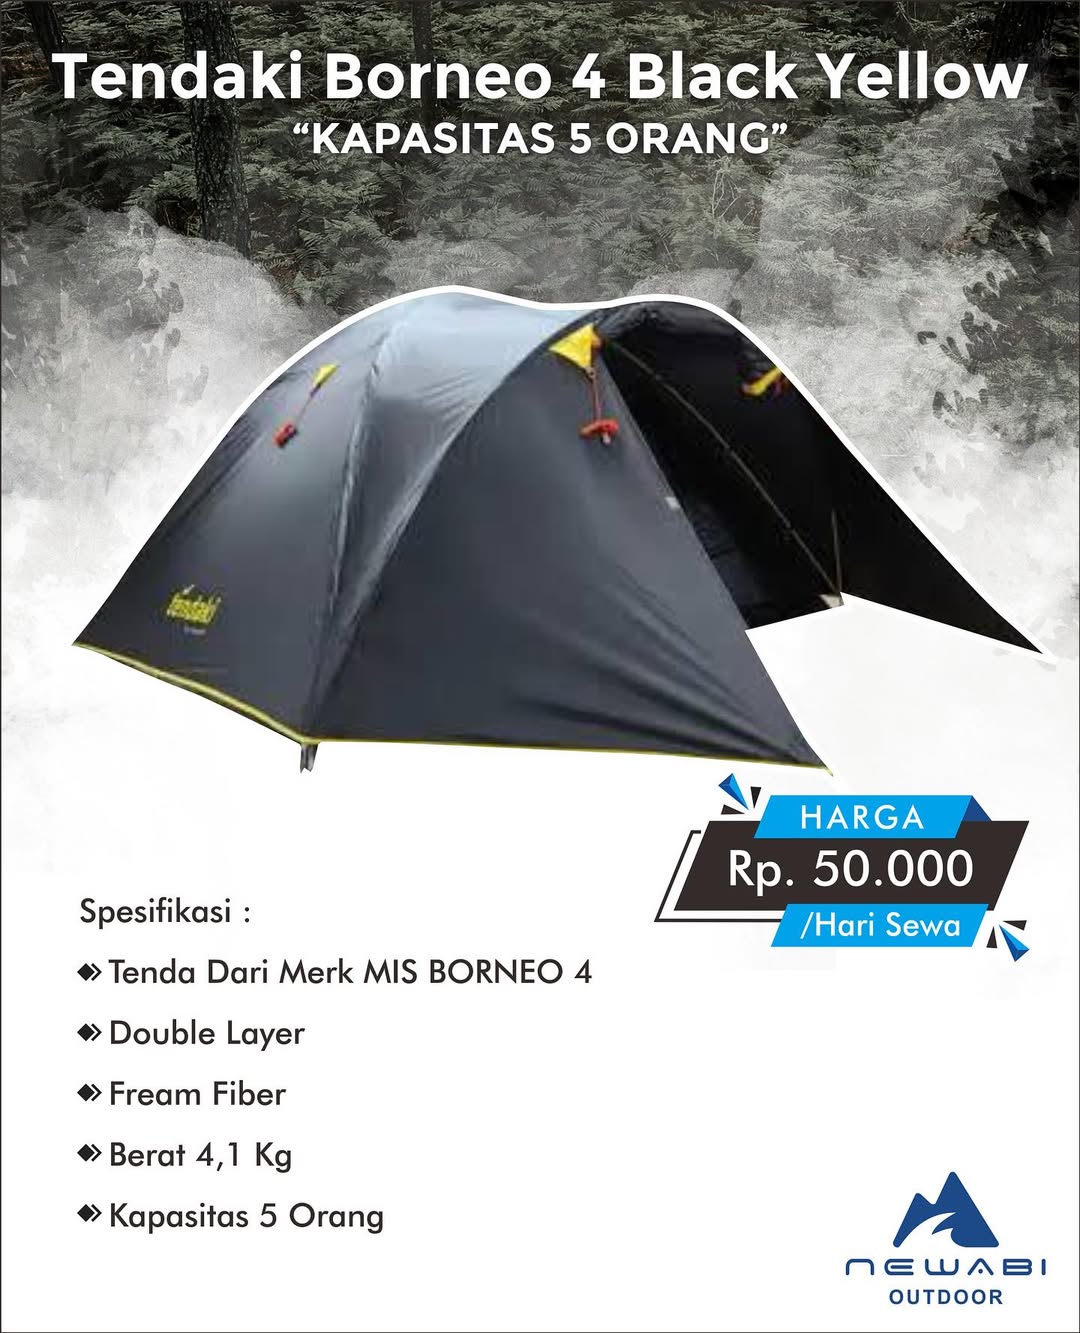 Tendaki Borneo 4 Black Yellow
“KAPASITAS 5 ORANG”
tendaki
HARGA
Rp. 50.000
/Hari Sewa
Spesifikasi :
Tenda Dari Merk MIS BORNEO 4
Double Layer
Fream Fiber
Berat 4,1 Kg
Kapasitas 5 Orang
NEWABI
OUTDOOR